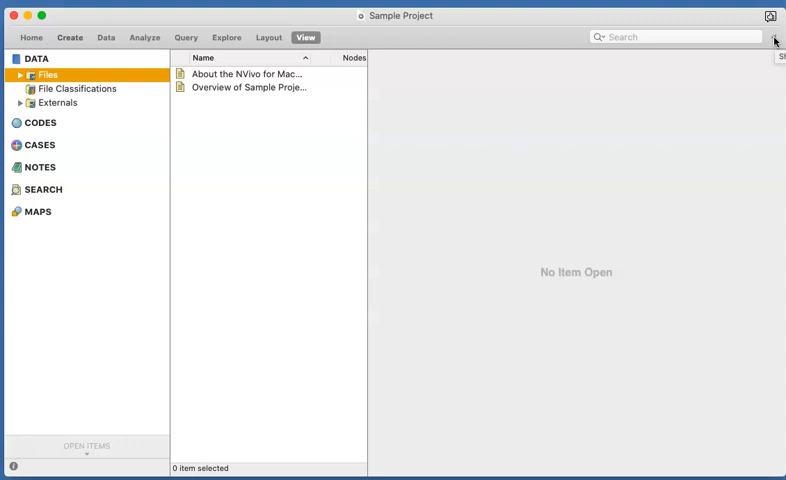 Sample Project
Home Create Data Analyze Query Explore Layout View
Search
Sh
DATA
Files
File Classifications
Externals
CODES
CASES
NOTES
SEARCH
MAPS
OPEN ITEMS
Name Nodes
About the NVivo for Mac...
Overview of Sample Proje...
0 item selected
No Item Open